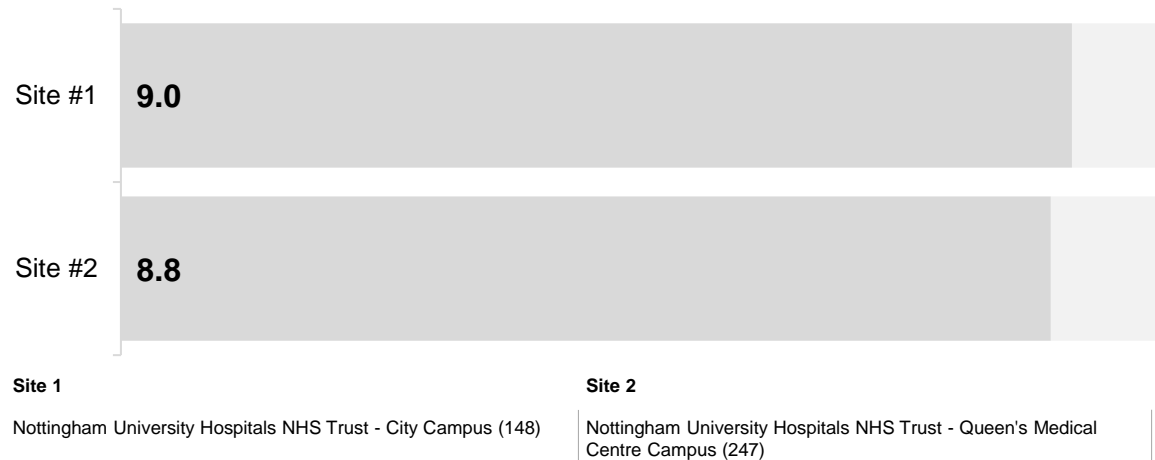 Site #1
9.0
Site #2
8.8
Site 1
Site 2
Nottingham University Hospitals NHS Trust - City Campus (148)
Nottingham University Hospitals NHS Trust - Queen's Medical
Centre Campus (247)